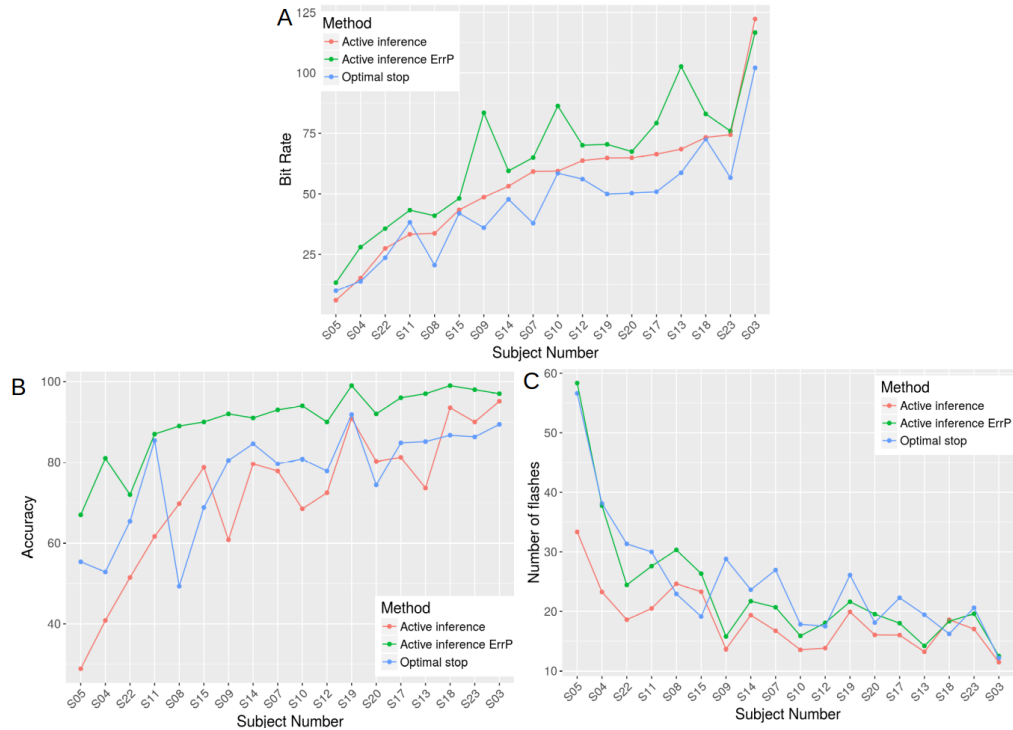 A
Method
Active inference
Active inference ErrP
Optimal stop
125
100
75
50
25
Bit Rate
S05 S04 S22 S11 S08 S15 S09 S14 S07 S10 S12 S19 S20 S17 S13 S18 S23 S03
Subject Number
B
100
80
60
40
Accuracy
Method
Active inference
Active inference ErrP
Optimal stop
S05 S04 S22 S11 S08 S15 S09 S14 S07 S10 S12 S19 S20 S17 S13 S18 S23 S03
Subject Number
C
60
50
40
30
20
10
Number of flashes
Method
Active inference
Active inference ErrP
Optimal stop
S05 S04 S22 S11 S08 S15 S09 S14 S07 S10 S12 S19 S20 S17 S13 S18 S23 S03
Subject Number